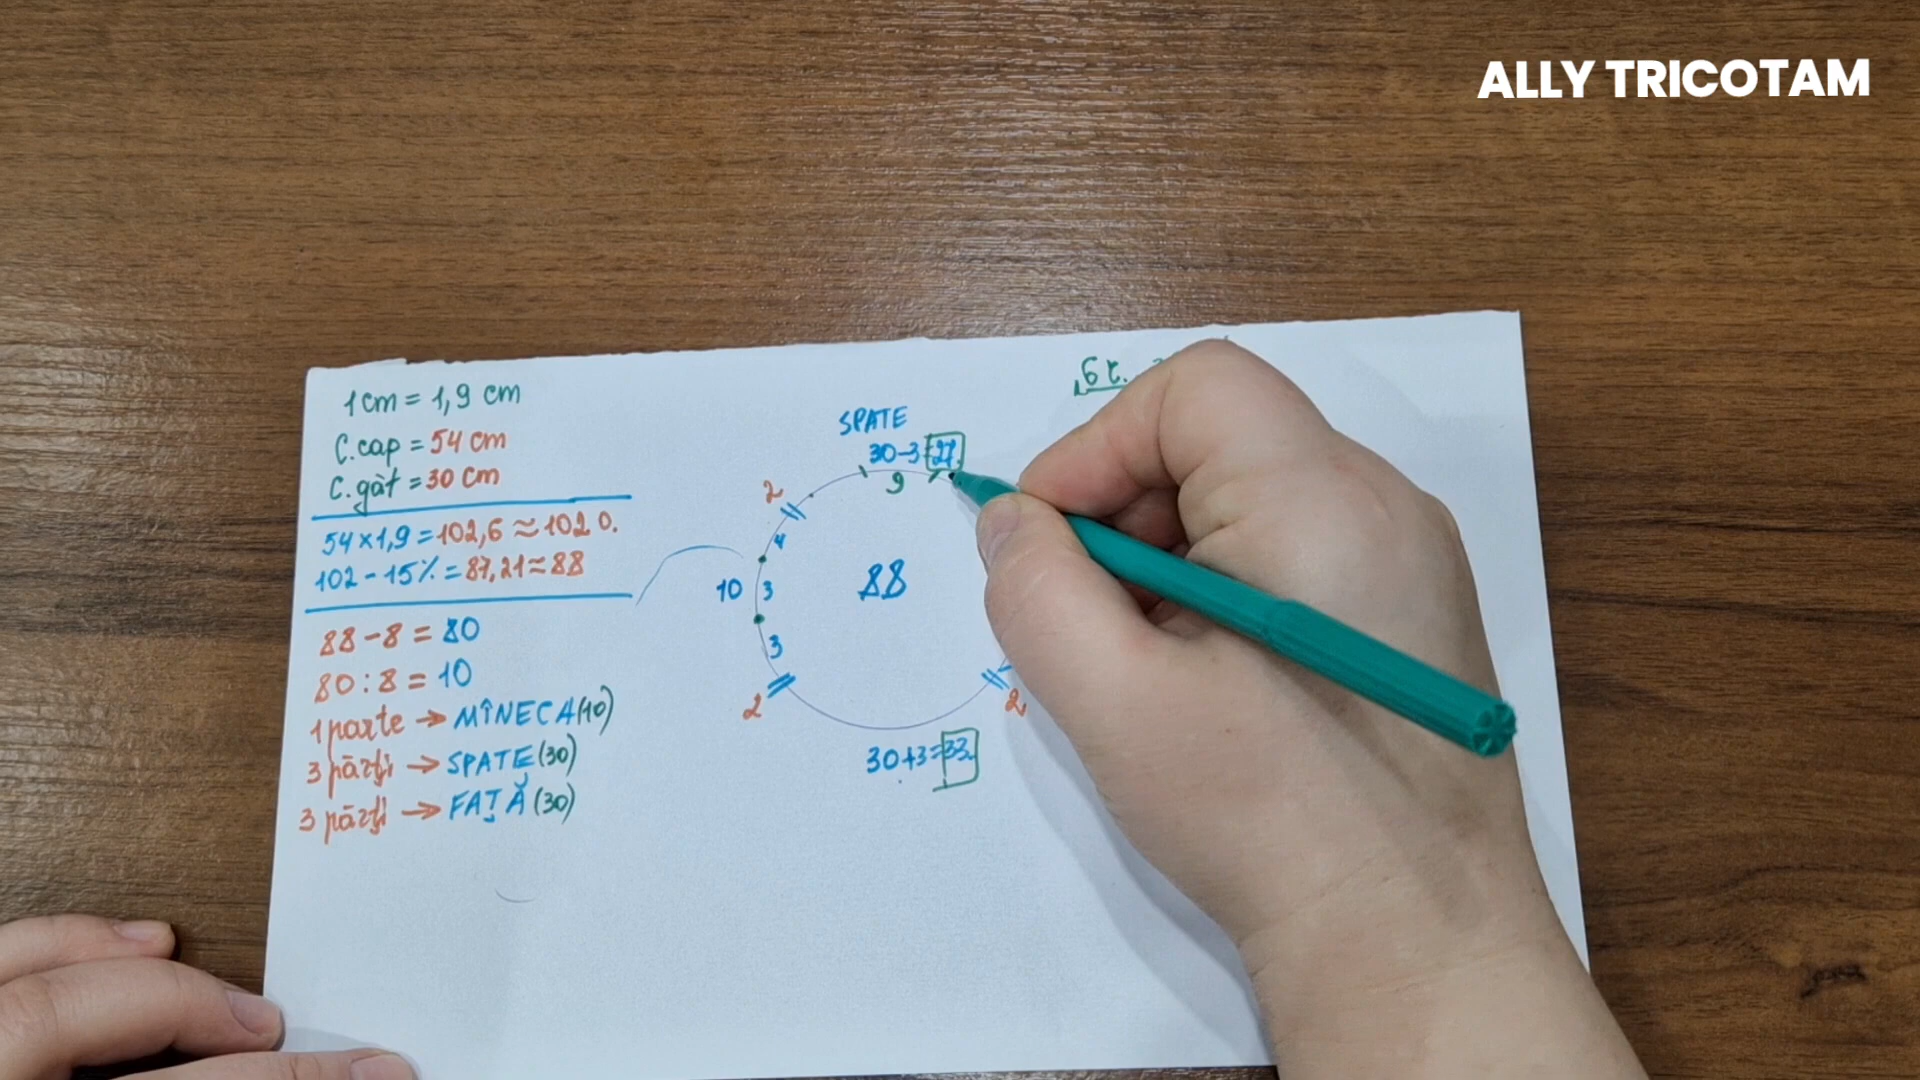 ALLY TRICOTAM
1cm = 1,9 cm
C.cap = 54 cm
C.gât = 30 cm
54 x 1,9 = 102,6 ≈ 102 O.
102 - 15% = 87,21 ≈ 88
88 - 8 = 80
80 : 8 = 10
1 parte → MÎNECA (10)
3 părți → SPATE (30)
3 părți → FAȚĂ (30)
6 t.
SPATE
30-3=27
9
2
4
10 3
88
3
2
2
30+3=33